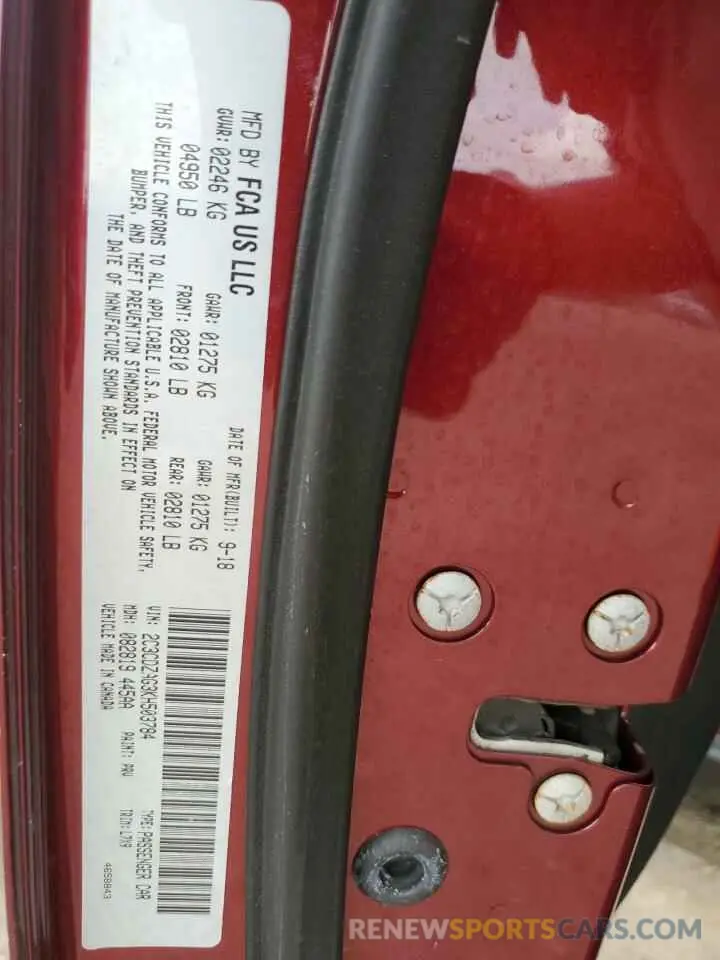 MFD BY FCA US LLC
DATE OF MFR(BUILT): 9-18
GVWR: 02246 KG
GAWR: 01275 KG
GAWR: 01275 KG
04950 LB
FRONT: 02810 LB
REAR: 02810 LB
THIS VEHICLE CONFORMS TO ALL APPLICABLE U.S.A. FEDERAL MOTOR VEHICLE SAFETY,
BUMPER, AND THEFT PREVENTION STANDARDS IN EFFECT ON
THE DATE OF MANUFACTURE SHOWN ABOVE.
VIN: 2C3CDZAG3KH503784
TYPE: PASSENGER CAR
MDH: 082819 445AA
PAINT: PRV
TRIM: L7X9
VEHICLE MADE IN CANADA
4658843
RENEWSPORTSCARS.COM